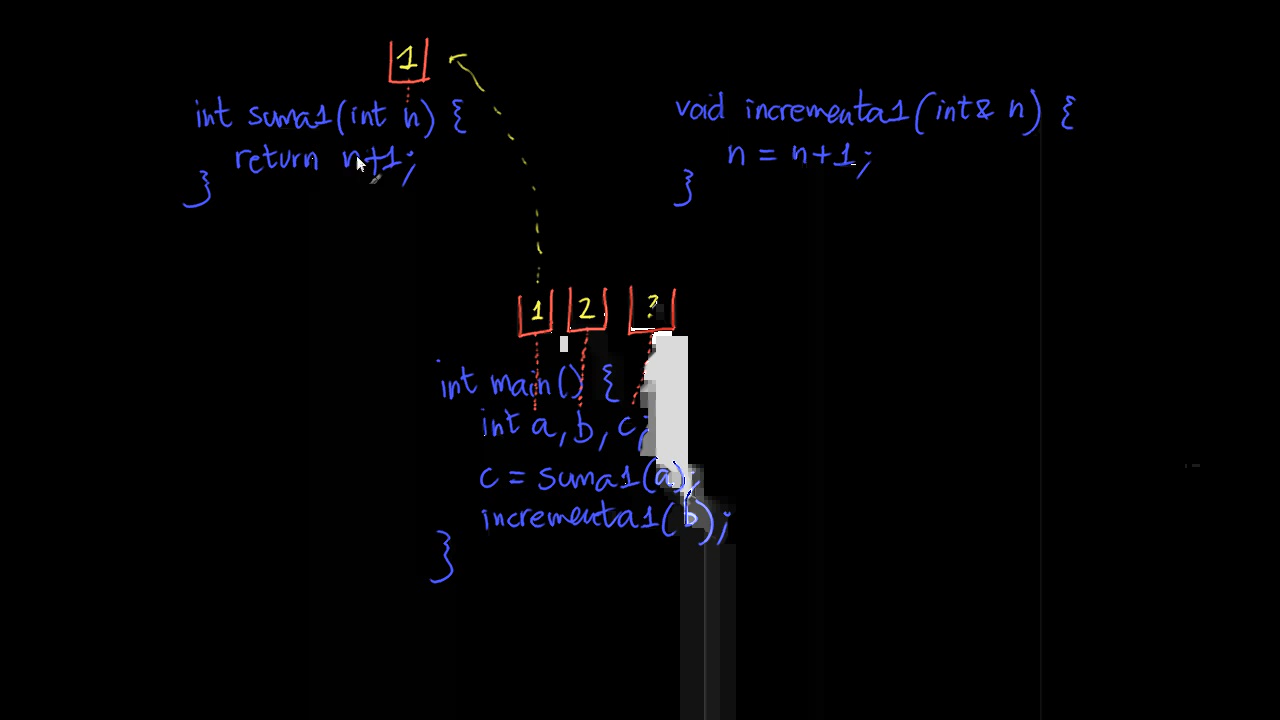 1
int suma1(int n) {
return n+1;
}
void incrementa1(int& n) {
n = n+1;
}
1 2 ?
int main() {
int a, b, c;
c = suma1(a);
incrementa1(b);
}